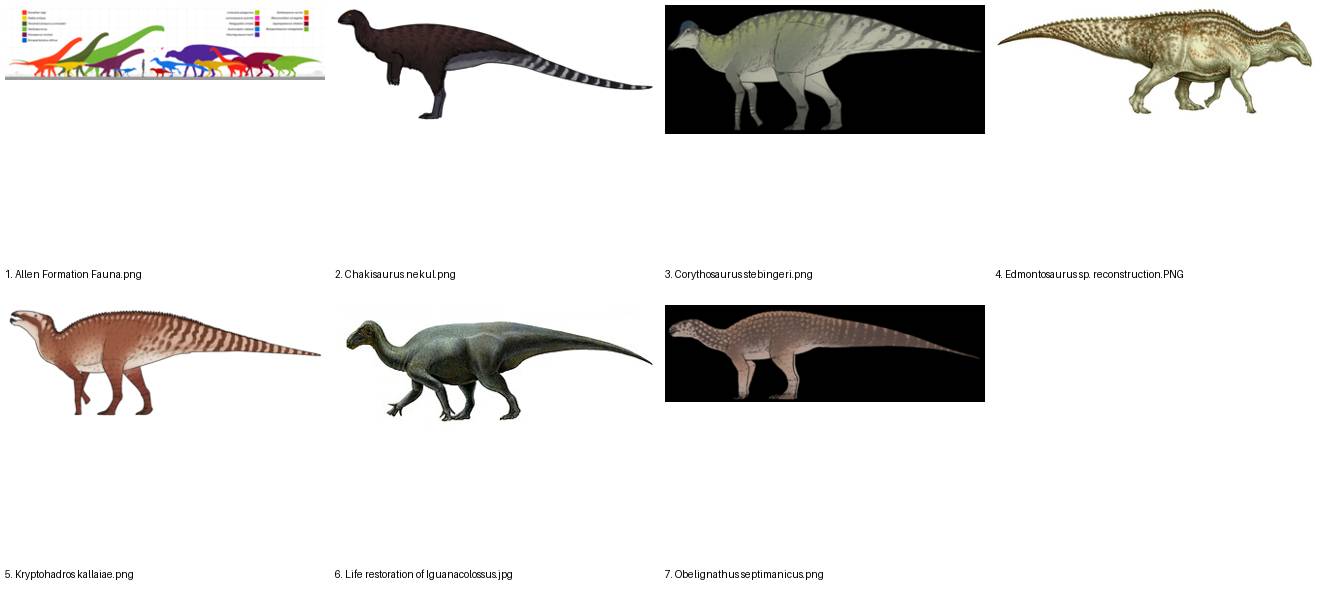 1. Allen Formation Fauna.png
2. Chakisaurus nekul.png
3. Corythosaurus stebingeri.png
4. Edmontosaurus sp. reconstruction.PNG
5. Kryptohadros kallaiae.png
6. Life restoration of Iguanacolossus.jpg
7. Obelignathus septimanicus.png